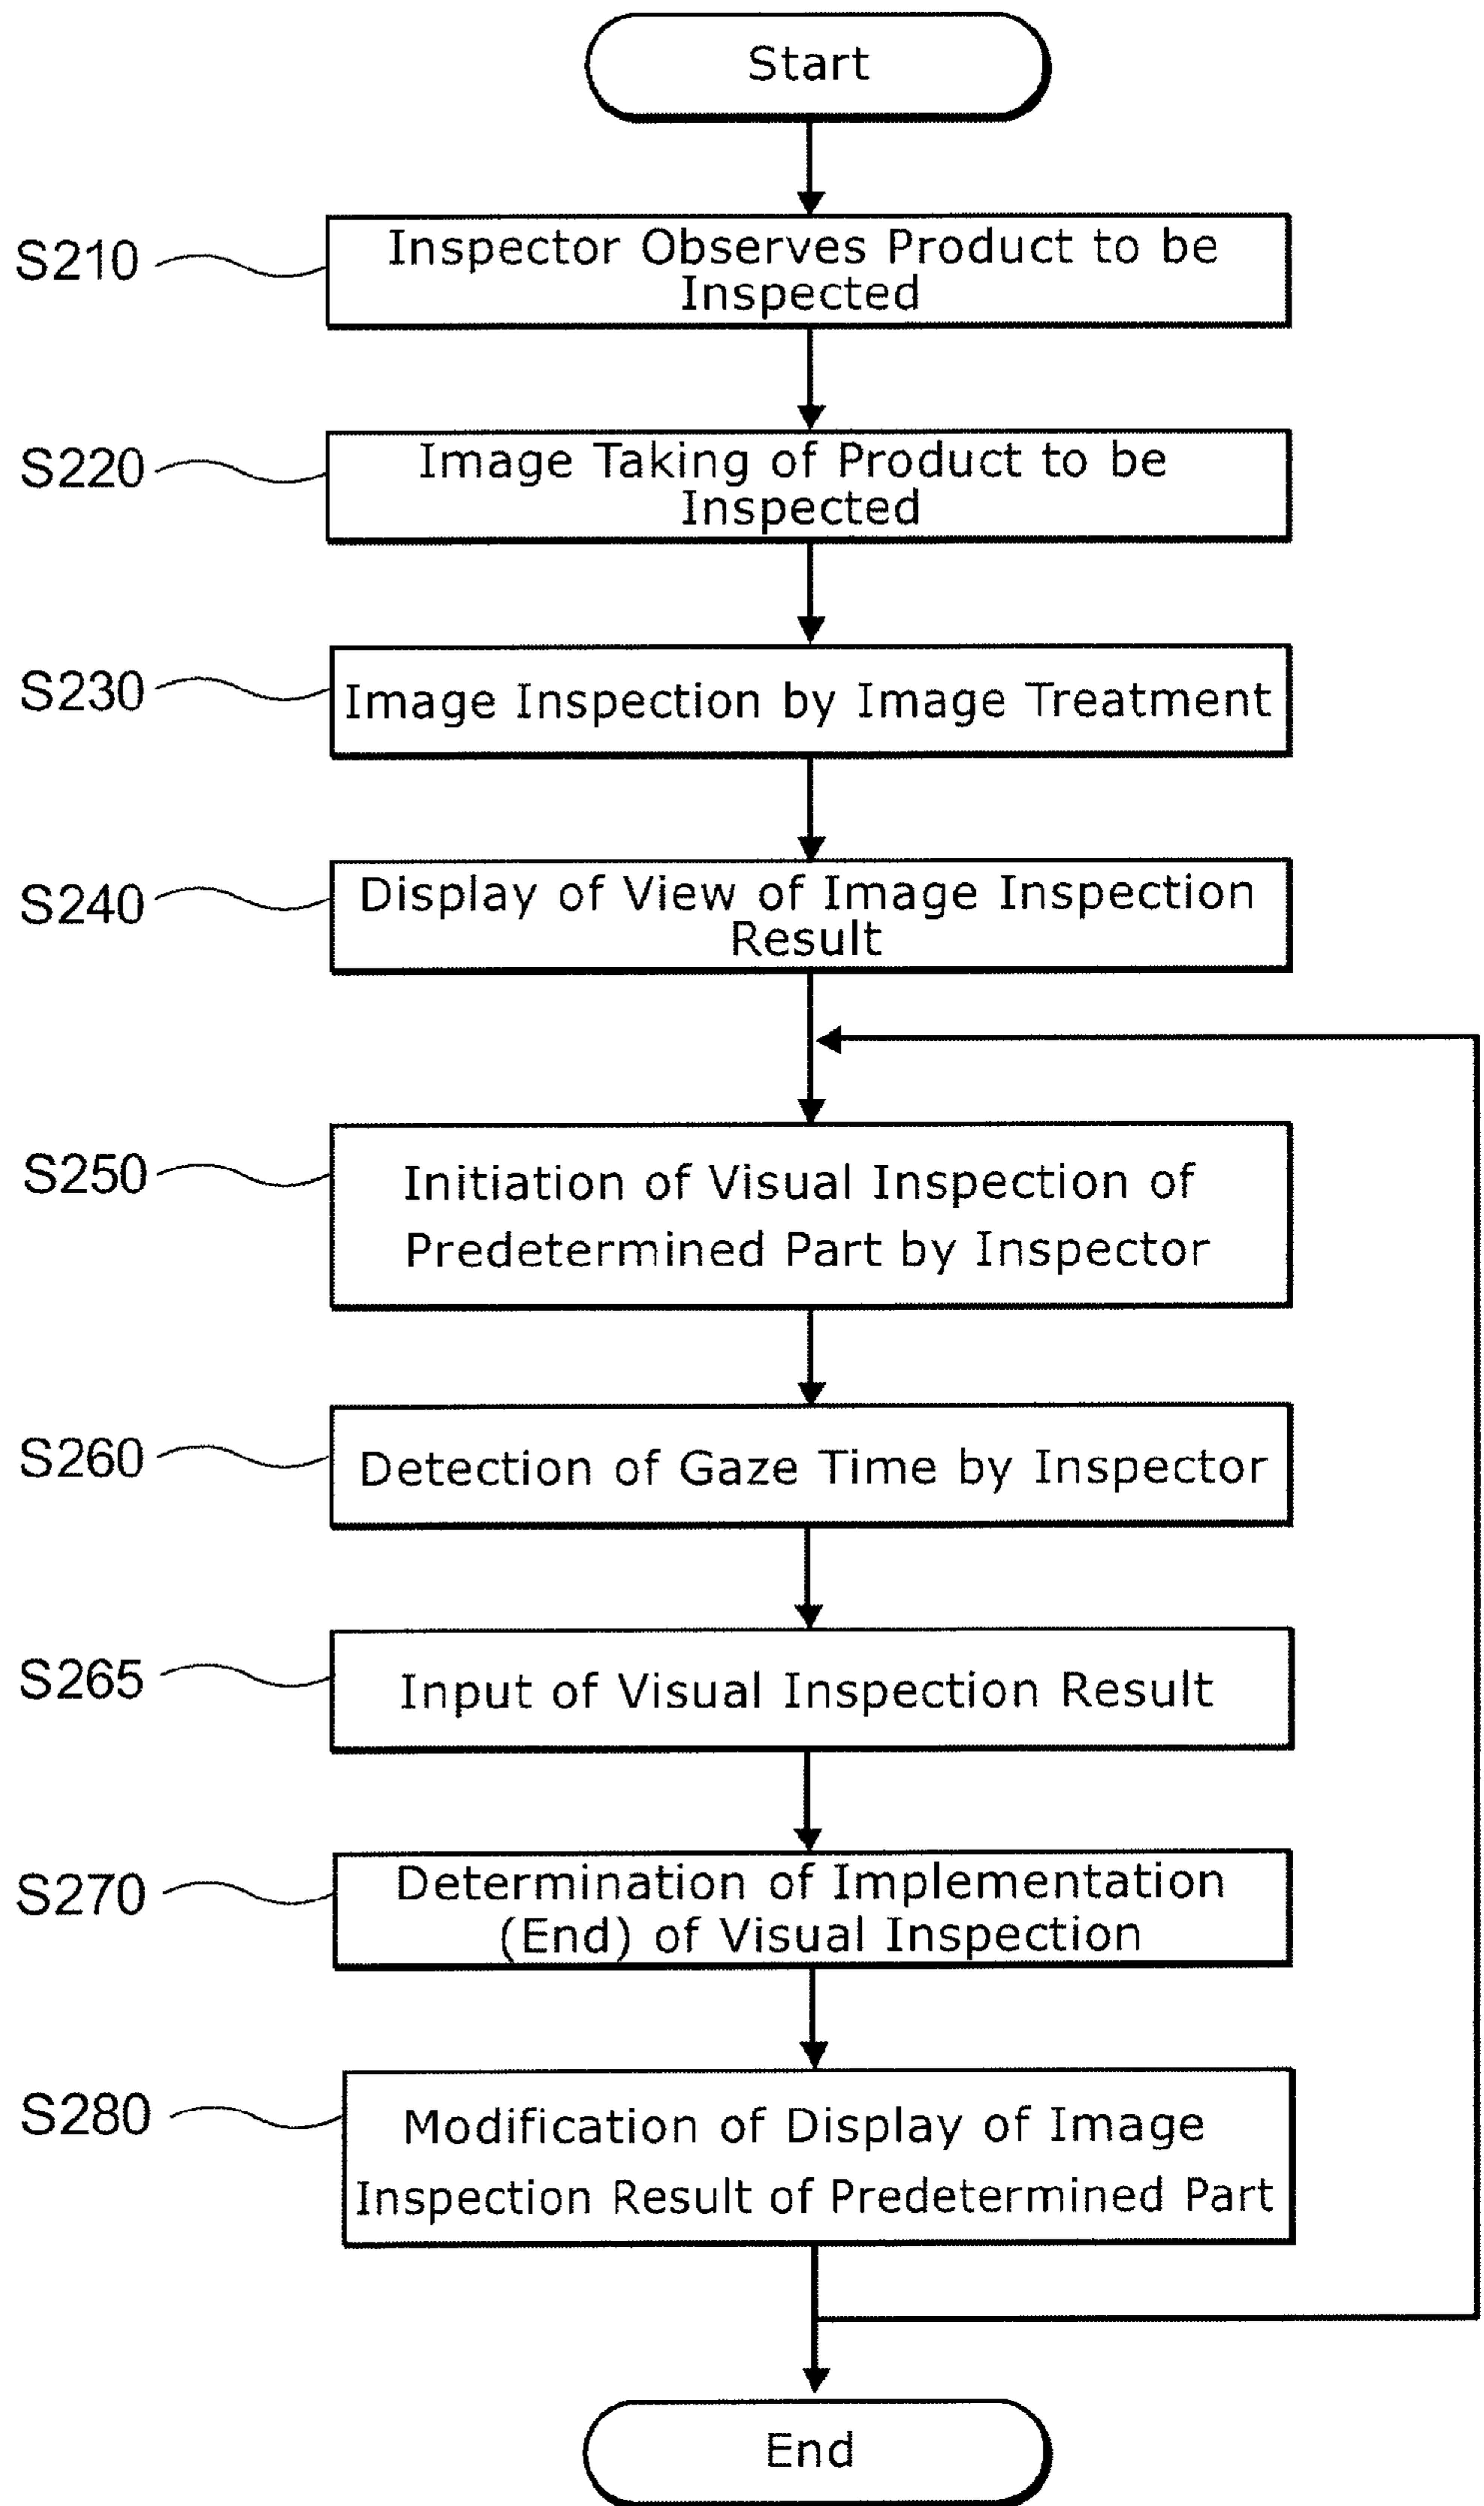 Start
S210
Inspector Observes Product to be
Inspected
S220
Image Taking of Product to be
Inspected
S230
Image Inspection by Image Treatment
S240
Display of View of Image Inspection
Result
S250
Initiation of Visual Inspection of
Predetermined Part by Inspector
S260
Detection of Gaze Time by Inspector
S265
Input of Visual Inspection Result
S270
Determination of Implementation
(End) of Visual Inspection
S280
Modification of Display of Image
Inspection Result of Predetermined Part
End